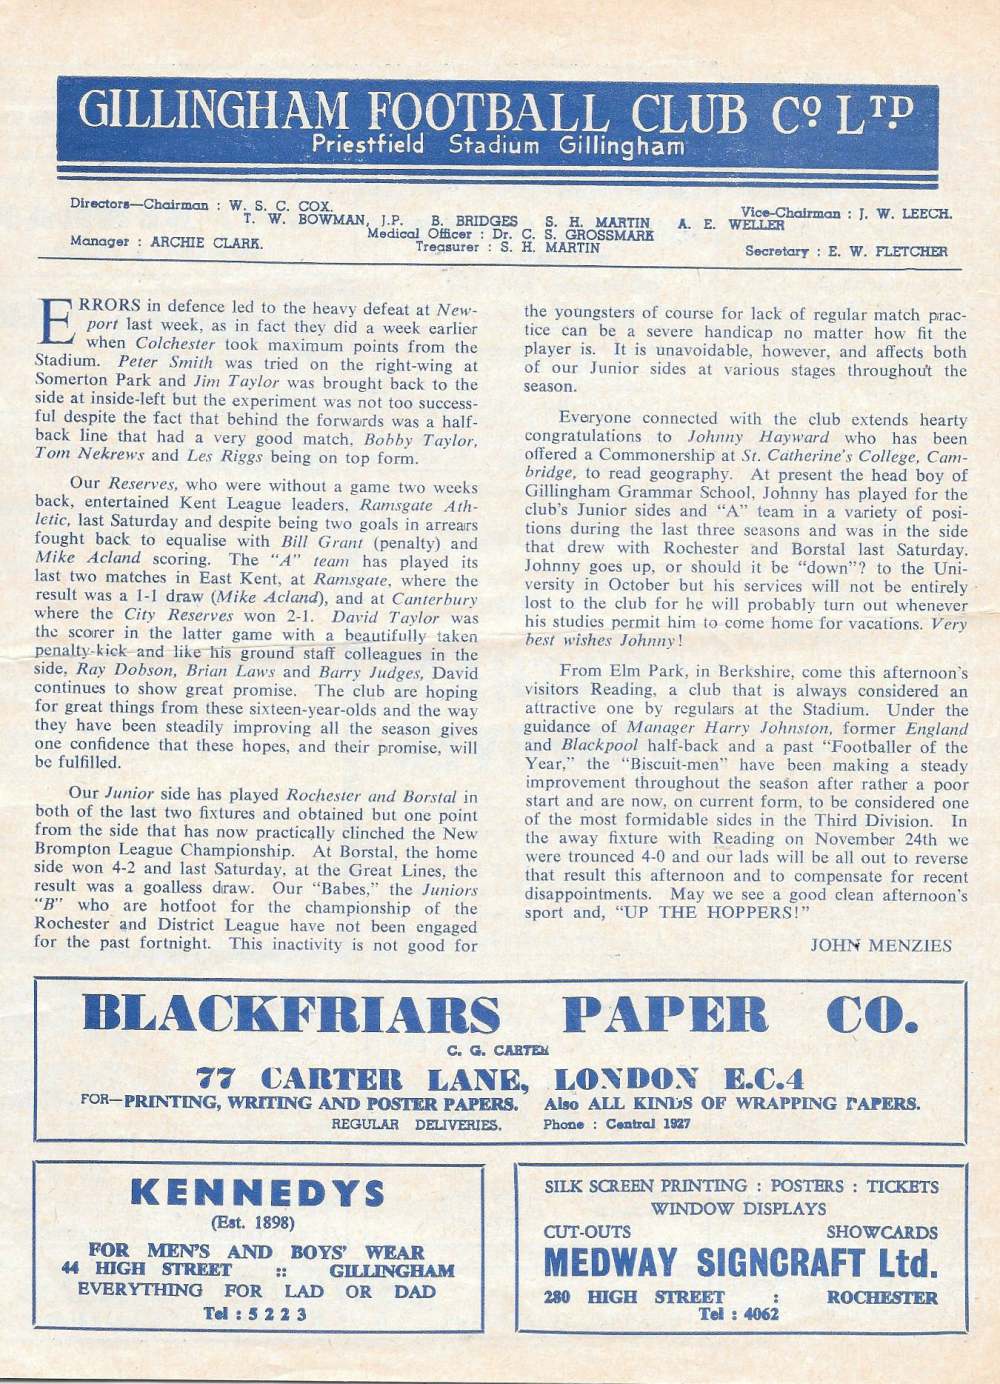 GILLINGHAM FOOTBALL CLUB Cº LTD
Priestfield Stadium Gillingham
Directors—Chairman : W. S. C. COX. Vice-Chairman : J. W. LEECH.
T. W. BOWMAN, J.P. B. BRIDGES S. H. MARTIN A. E. WELLER
Medical Officer : Dr. C. S. GROSSMARK
Manager : ARCHIE CLARK. Treasurer : S. H. MARTIN Secretary : E. W. FLETCHER
ERRORS in defence led to the heavy defeat at New-
port last week, as in fact they did a week earlier
when Colchester took maximum points from the
Stadium. Peter Smith was tried on the right-wing at
Somerton Park and Jim Taylor was brought back to the
side at inside-left but the experiment was not too success-
ful despite the fact that behind the forwards was a half-
back line that had a very good match, Bobby Taylor,
Tom Nekrews and Les Riggs being on top form.
Our Reserves, who were without a game two weeks
back, entertained Kent League leaders, Ramsgate Ath-
letic, last Saturday and despite being two goals in arrears
fought back to equalise with Bill Grant (penalty) and
Mike Acland scoring. The "A" team has played its
last two matches in East Kent, at Ramsgate, where the
result was a 1-1 draw (Mike Acland), and at Canterbury
where the City Reserves won 2-1. David Taylor was
the scorer in the latter game with a beautifully taken
penalty-kick and like his ground staff colleagues in the
side, Ray Dobson, Brian Laws and Barry Judges, David
continues to show great promise. The club are hoping
for great things from these sixteen-year-olds and the way
they have been steadily improving all the season gives
one confidence that these hopes, and their promise, will
be fulfilled.
Our Junior side has played Rochester and Borstal in
both of the last two fixtures and obtained but one point
from the side that has now practically clinched the New
Brompton League Championship. At Borstal, the home
side won 4-2 and last Saturday, at the Great Lines, the
result was a goalless draw. Our "Babes," the Juniors
"B" who are hotfoot for the championship of the
Rochester and District League have not been engaged
for the past fortnight. This inactivity is not good for
the youngsters of course for lack of regular match prac-
tice can be a severe handicap no matter how fit the
player is. It is unavoidable, however, and affects both
of our Junior sides at various stages throughout the
season.
Everyone connected with the club extends hearty
congratulations to Johnny Hayward who has been
offered a Commonership at St. Catherine's College, Cam-
bridge, to read geography. At present the head boy of
Gillingham Grammar School, Johnny has played for the
club's Junior sides and "A" team in a variety of posi-
tions during the last three seasons and was in the side
that drew with Rochester and Borstal last Saturday.
Johnny goes up, or should it be "down"? to the Uni-
versity in October but his services will not be entirely
lost to the club for he will probably turn out whenever
his studies permit him to come home for vacations. Very
best wishes Johnny!
From Elm Park, in Berkshire, come this afternoon's
visitors Reading, a club that is always considered an
attractive one by regulars at the Stadium. Under the
guidance of Manager Harry Johnston, former England
and Blackpool half-back and a past "Footballer of the
Year," the "Biscuit-men" have been making a steady
improvement throughout the season after rather a poor
start and are now, on current form, to be considered one
of the most formidable sides in the Third Division. In
the away fixture with Reading on November 24th we
were trounced 4-0 and our lads will be all out to reverse
that result this afternoon and to compensate for recent
disappointments. May we see a good clean afternoon's
sport and, "UP THE HOPPERS!"
JOHN MENZIES
BLACKFRIARS PAPER CO.
C. G. CARTER
77 CARTER LANE, LONDON E.C.4
FOR—PRINTING, WRITING AND POSTER PAPERS. Also ALL KINDS OF WRAPPING PAPERS.
REGULAR DELIVERIES. Phone : Central 1927
KENNEDYS
(Est. 1898)
FOR MEN'S AND BOYS' WEAR
44 HIGH STREET :: GILLINGHAM
EVERYTHING FOR LAD OR DAD
Tel : 5 2 2 3
SILK SCREEN PRINTING : POSTERS : TICKETS
WINDOW DISPLAYS
CUT-OUTS SHOWCARDS
MEDWAY SIGNCRAFT Ltd.
280 HIGH STREET : ROCHESTER
Tel : 4062